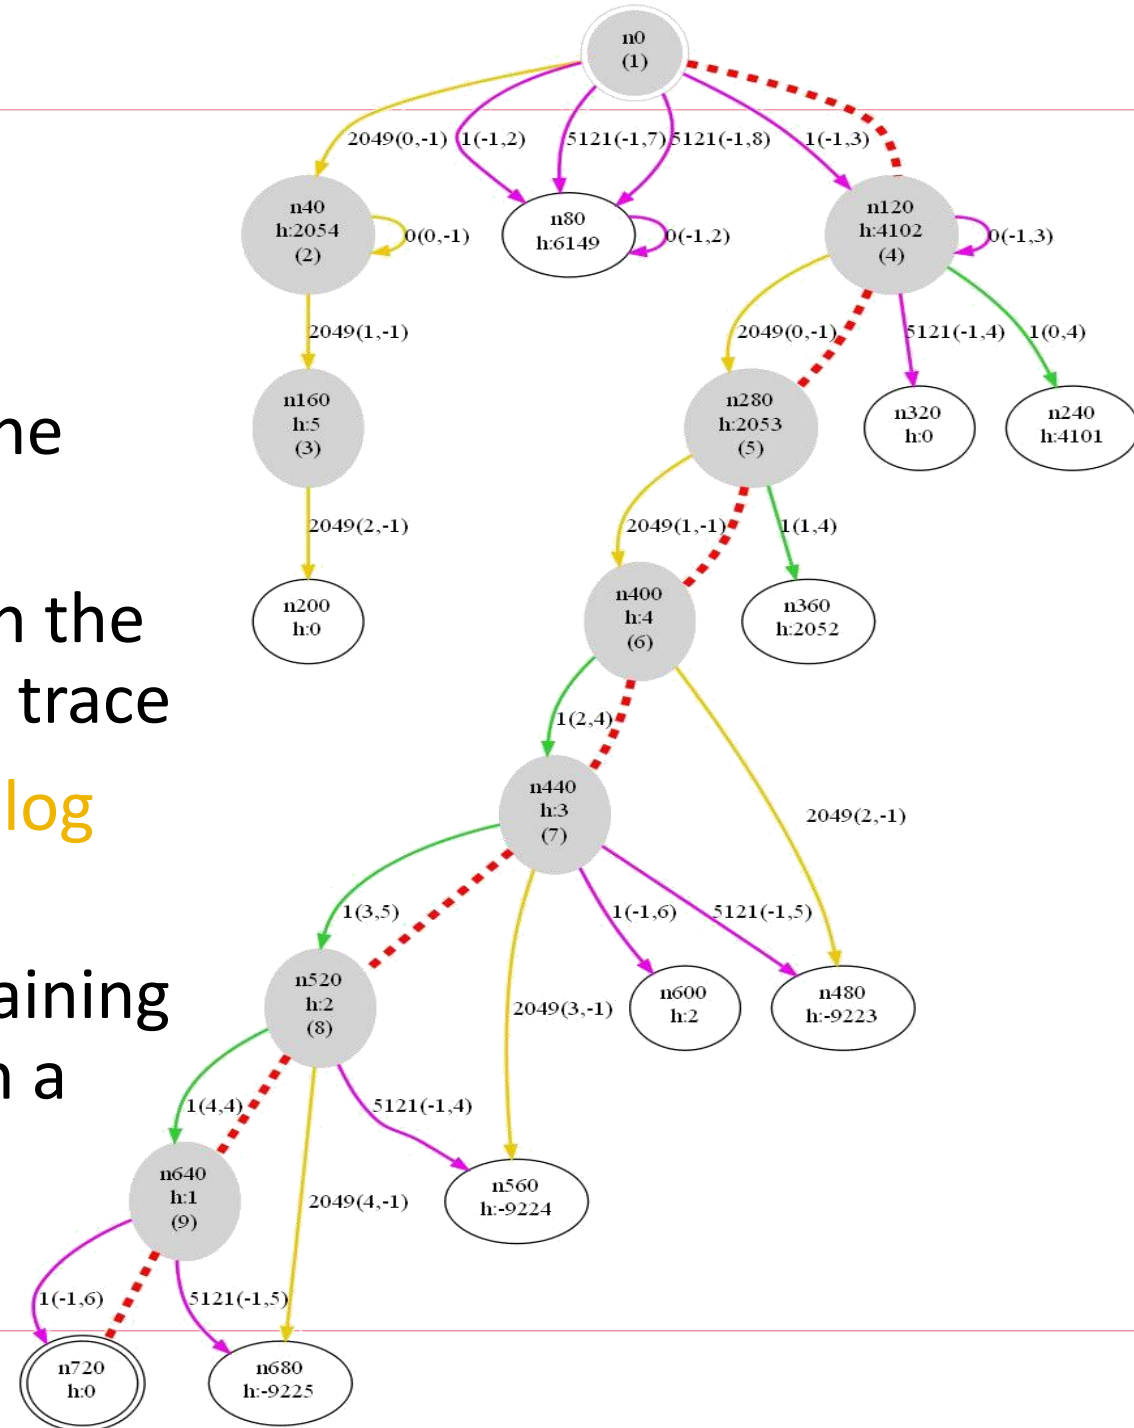 n0
(1)
2049(0,-1)
1(-1,2)
5121(-1,7)
5121(-1,8)
1(-1,3)
n40
h:2054
(2)
0(0,-1)
n80
h:6149
0(-1,2)
n120
h:4102
(4)
0(-1,3)
2049(1,-1)
2049(0,-1)
5121(-1,4)
1(0,4)
n160
h:5
(3)
n280
h:2053
(5)
n320
h:0
n240
h:4101
ne
2049(2,-1)
2049(1,-1)
1(1,4)
n200
h:0
n400
h:4
(6)
n360
h:2052
n the
trace
1(2,4)
n440
h:3
(7)
2049(2,-1)
log
1(3,5)
1(-1,6)
5121(-1,5)
n520
h:2
(8)
2049(3,-1)
n600
h:2
n480
h:-9223
aining
n a
1(4,4)
5121(-1,4)
n640
h:1
(9)
2049(4,-1)
n560
h:-9224
1(-1,6)
5121(-1,5)
n720
h:0
n680
h:-9225